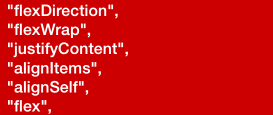 "flexDirection",
"flexWrap",
"justifyContent",
"alignItems",
"alignSelf",
"flex",